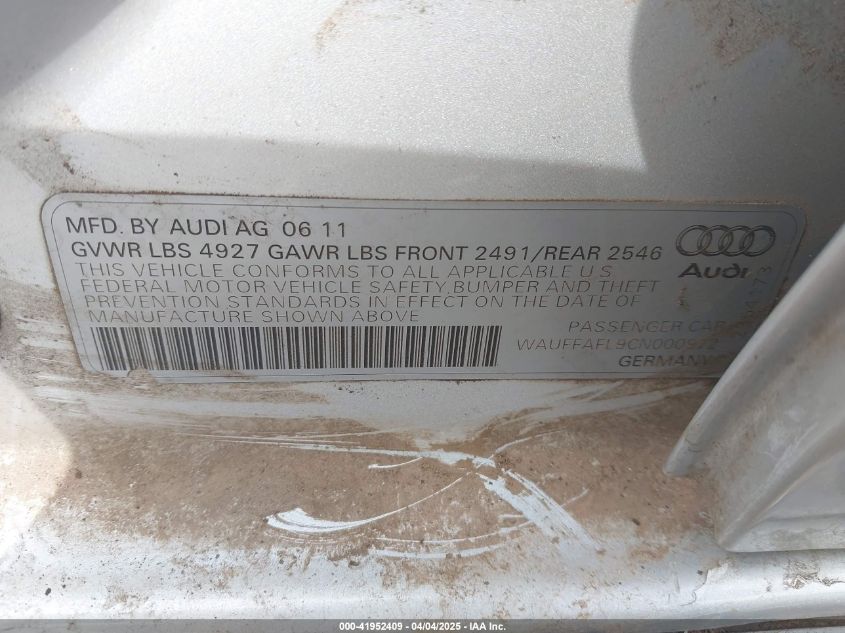 MFD. BY AUDI AG 06 11
GVWR LBS 4927 GAWR LBS FRONT 2491/REAR 2546
THIS VEHICLE CONFORMS TO ALL APPLICABLE U.S.
FEDERAL MOTOR VEHICLE SAFETY, BUMPER AND THEFT
PREVENTION STANDARDS IN EFFECT ON THE DATE OF
MANUFACTURE SHOWN ABOVE
Audi
PASSENGER CAR
WAUFFAFL9CN000972
GERMANY
000-41952409 - 04/04/2025 - IAA Inc.